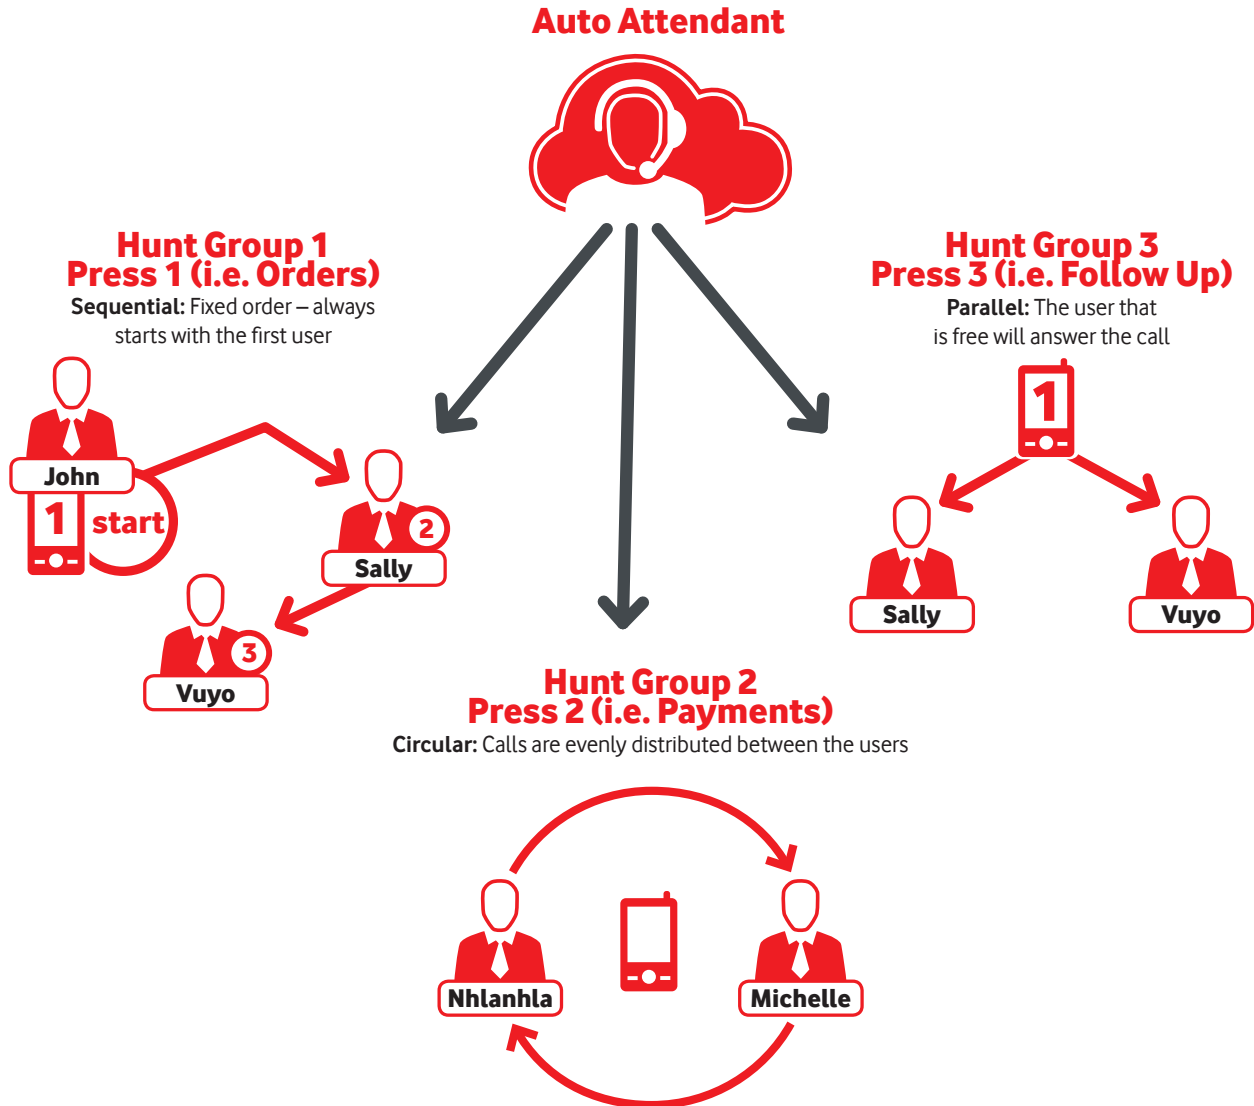 Auto Attendant
Hunt Group 1
Press 1 (i.e. Orders)
Sequential: Fixed order – always
starts with the first user
John
1
start
2
Sally
3
Vuyo
Hunt Group 3
Press 3 (i.e. Follow Up)
Parallel: The user that
is free will answer the call
1
Sally
Vuyo
Hunt Group 2
Press 2 (i.e. Payments)
Circular: Calls are evenly distributed between the users
Nhlanhla
Michelle